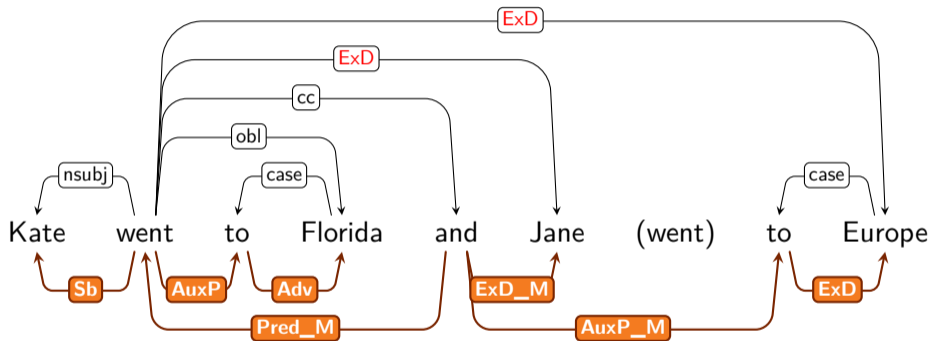 ExD
ExD
cc
obl
nsubj case case
Kate went to Florida and Jane (went) to Europe
Sb AuxP Adv ExD_M ExD
Pred_M AuxP_M